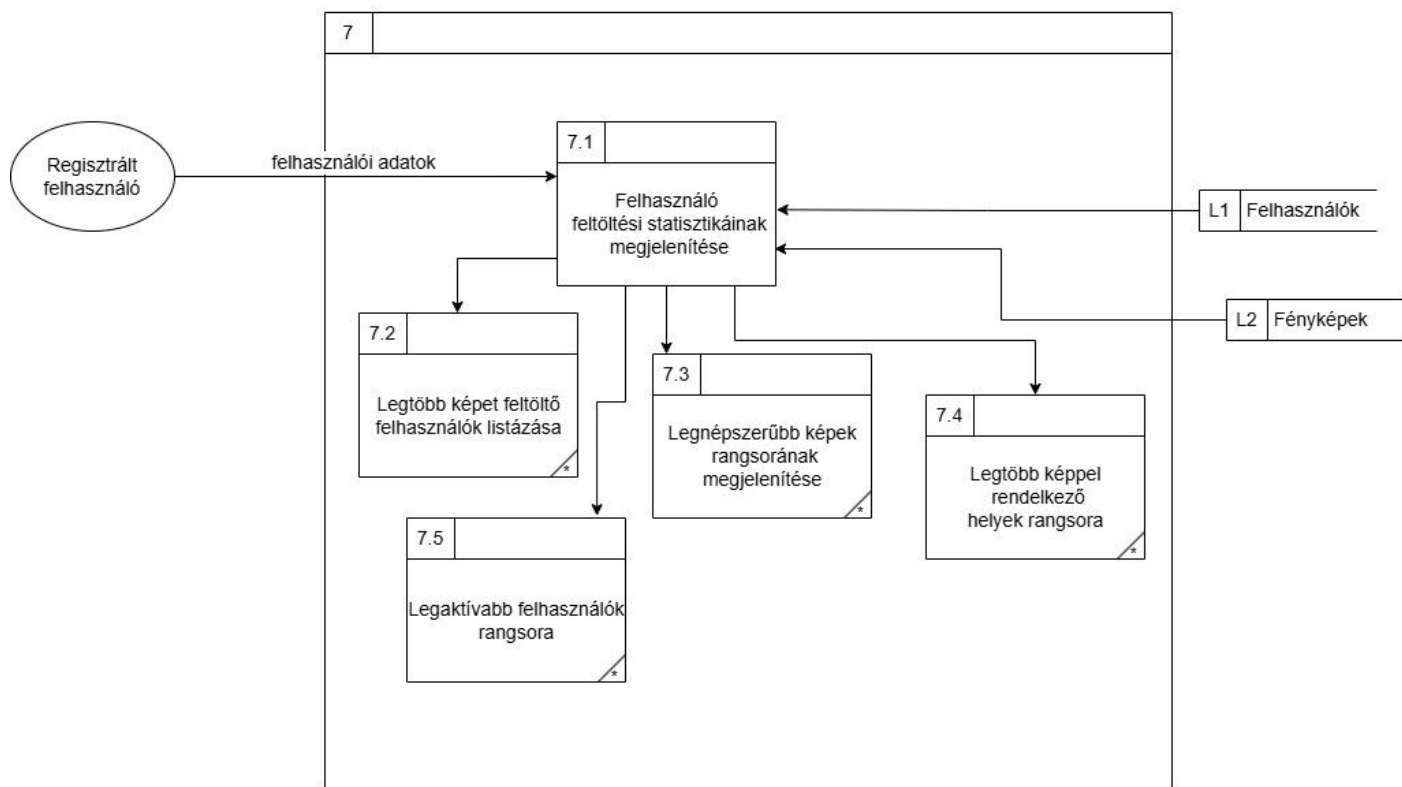 7
7.1
Regisztrált
felhasználó
felhasználói adatok
Felhasználó
feltöltési statisztikáinak
megjelenítése
L1 Felhasználók
L2 Fényképek
7.2
Legtöbb képet feltöltő
felhasználók listázása
*
7.3
Legnépszerűbb képek
rangsorának
megjelenítése
*
7.4
Legtöbb képpel
rendelkező
helyek rangsora
*
7.5
Legaktívabb felhasználók
rangsora
*